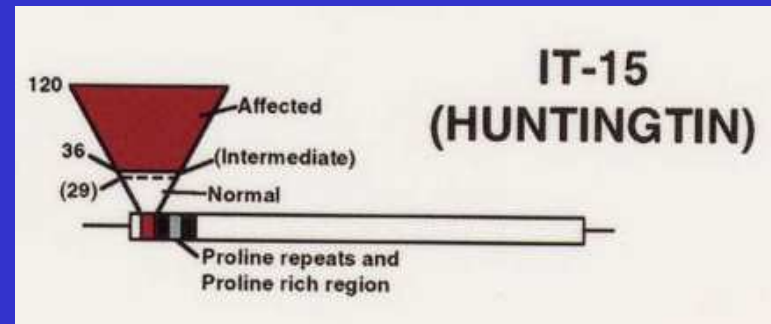 IT-15
(HUNTINGTIN)
120
Affected
36
(Intermediate)
(29)
Normal
Proline repeats and
Proline rich region